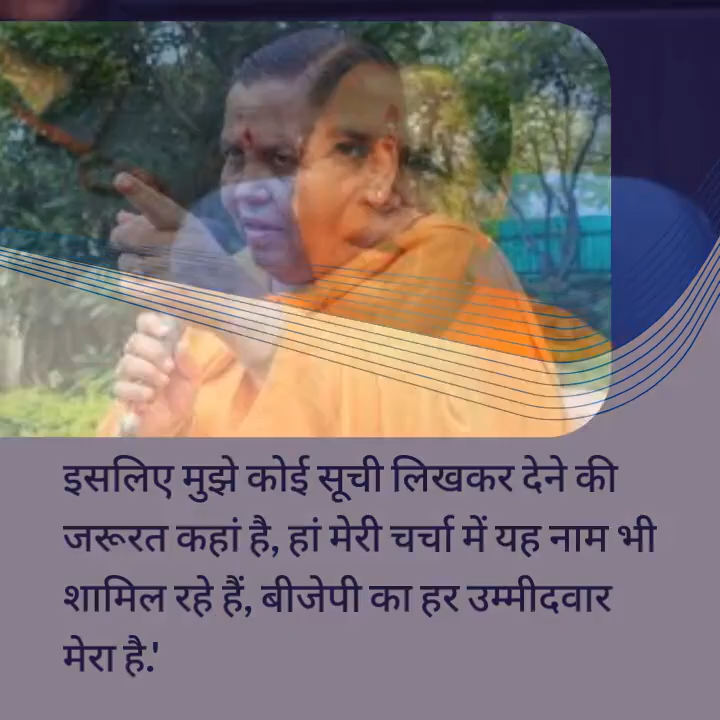 इसलिए मुझे कोई सूची लिखकर देने की
जरूरत कहां है, हां मेरी चर्चा में यह नाम भी
शामिल रहे हैं, बीजेपी का हर उम्मीदवार
मेरा है.'